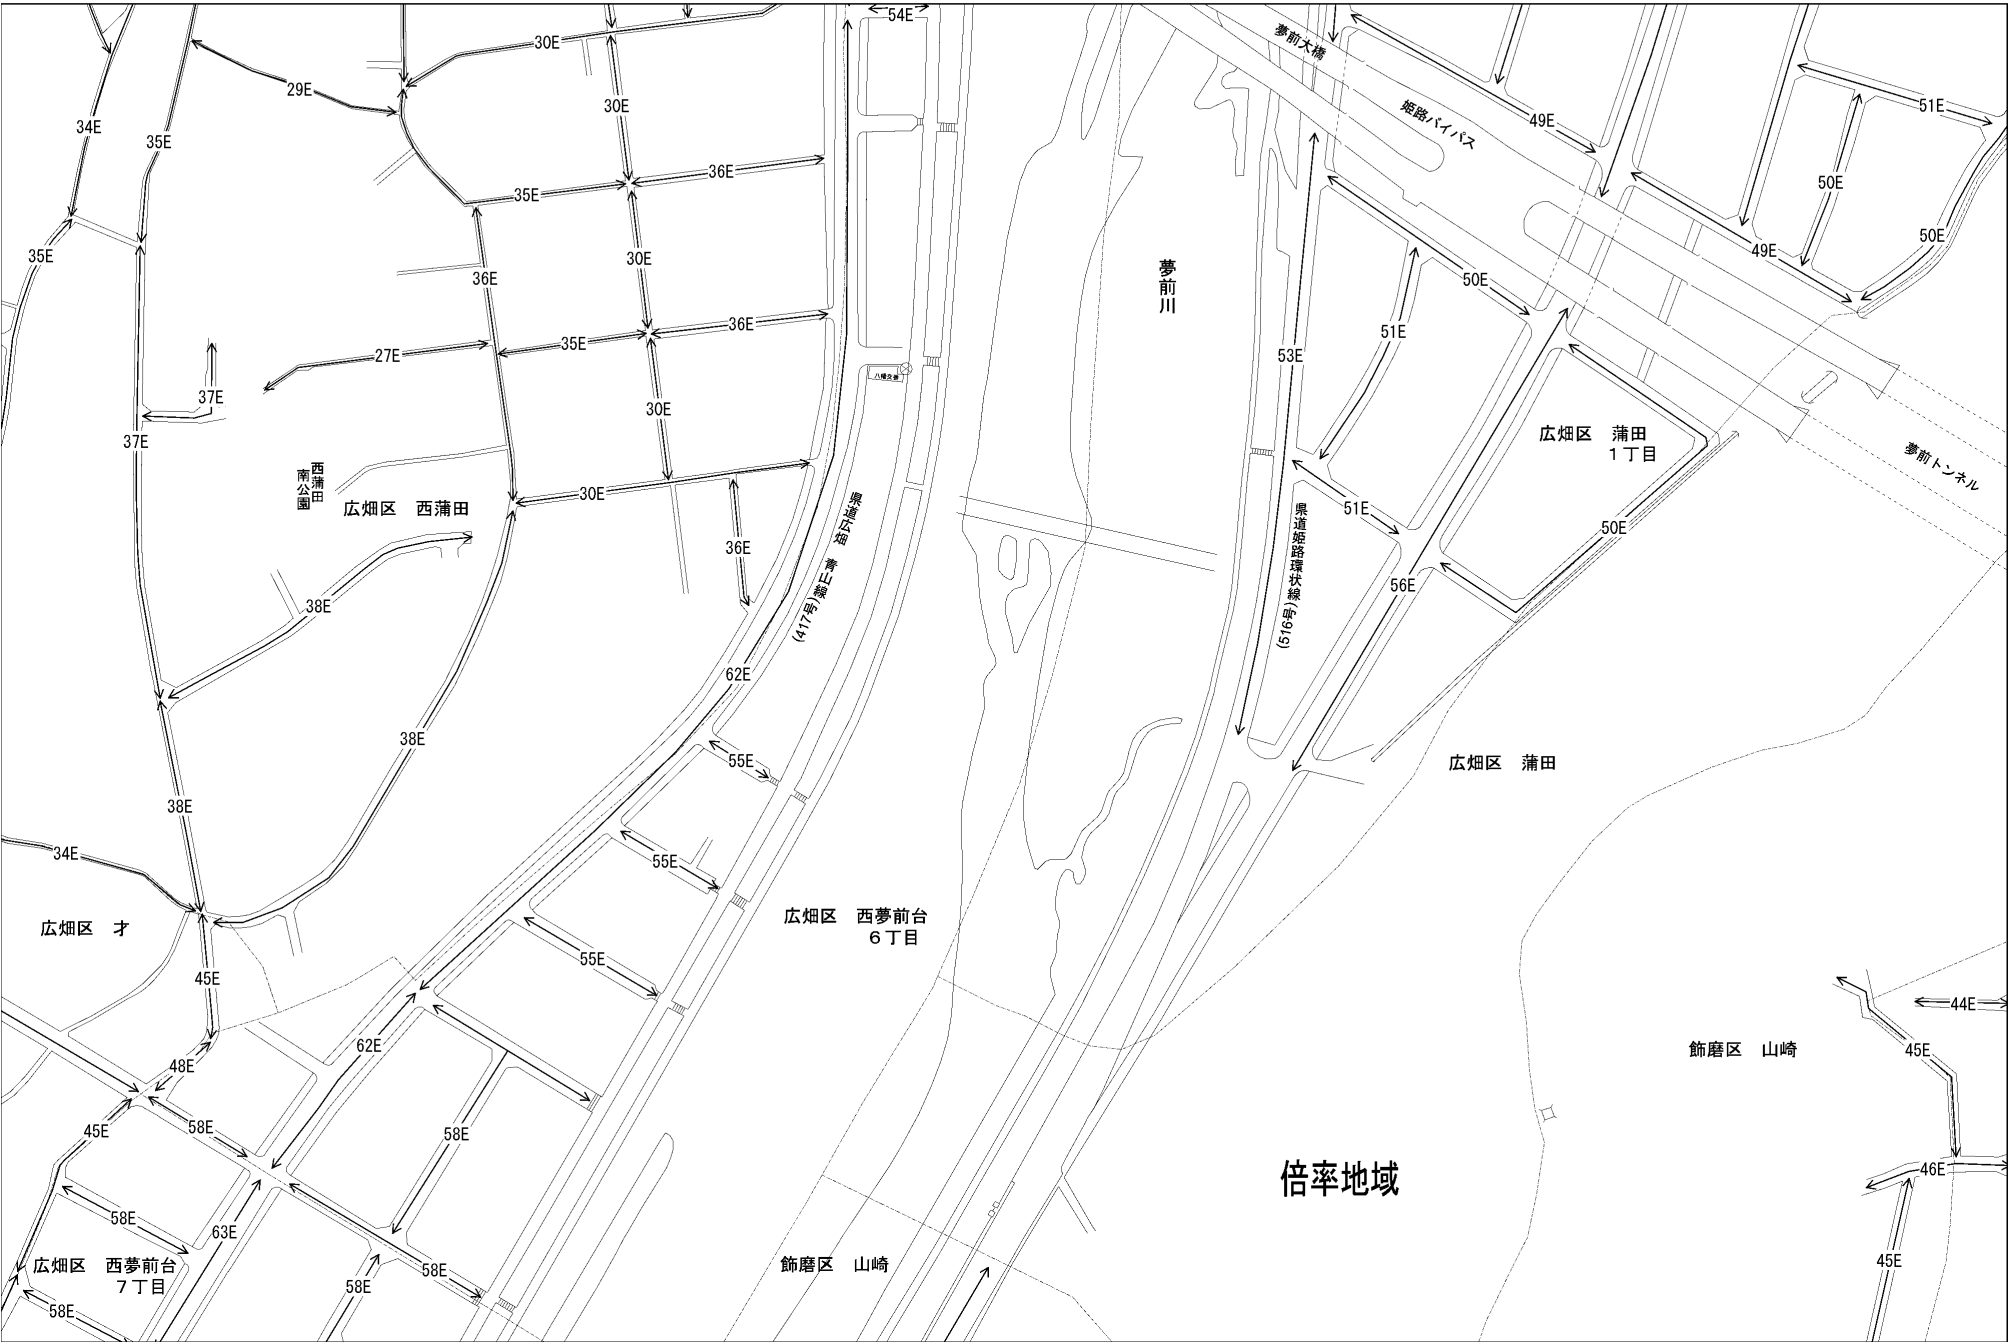 54E
30E
夢前大橋
29E
30E
姫路バイパス
51E
34E
35E
49E
36E
50E
35E
50E
35E
30E
49E
36E
50E
夢前川
36E
51E
35E
27E
53E
八幡交番
37E
30E
37E
広畑区 蒲田
1丁目
夢前トンネル
西蒲田
南公園
30E
広畑区 西蒲田
県道広畑 青山線
(417号)
51E
県道姫路環状線
(516号)
50E
36E
56E
38E
62E
38E
55E
広畑区 蒲田
38E
34E
55E
広畑区 才
広畑区 西夢前台
6丁目
55E
45E
44E
62E
45E
飾磨区 山崎
48E
58E
45E
58E
46E
倍率地域
58E
63E
広畑区 西夢前台
7丁目
58E
58E
飾磨区 山崎
45E
58E